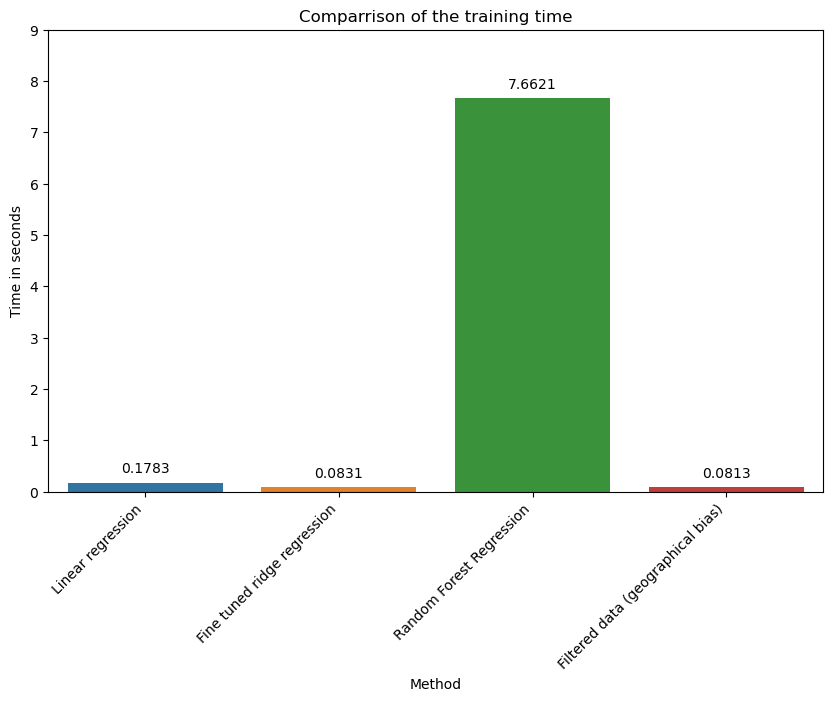 Comparrison of the training time
9
8
7
6
5
4
3
2
1
0
Time in seconds
0.1783
0.0831
7.6621
0.0813
Linear regression
Fine tuned ridge regression
Random Forest Regression
Filtered data (geographical bias)
Method